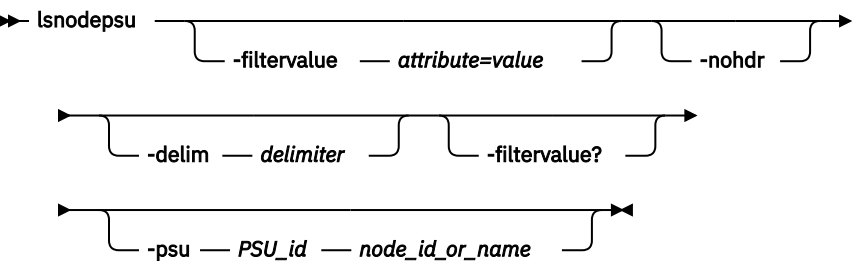 lsnodepsu
-filtervalue attribute=value -nohdr
-delim delimiter -filtervalue?
-psu PSU_id node_id_or_name